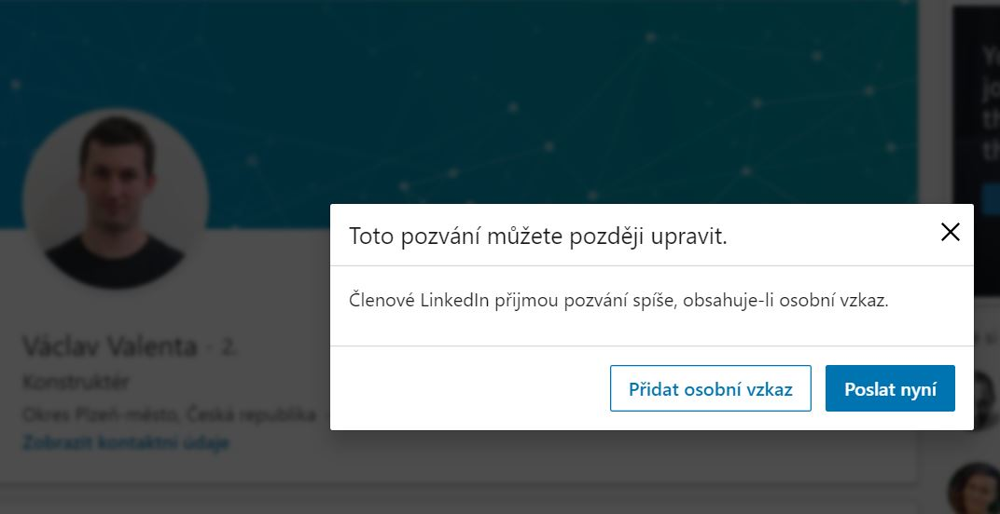 Toto pozvání můžete později upravit.
Členové LinkedIn přijmou pozvání spíše, obsahuje-li osobní vzkaz.
Přidat osobní vzkaz
Poslat nyní
Václav Valenta · 2.
Konstruktér
Okres Plzeň-město, Česká republika
Zobrazit kontaktní údaje